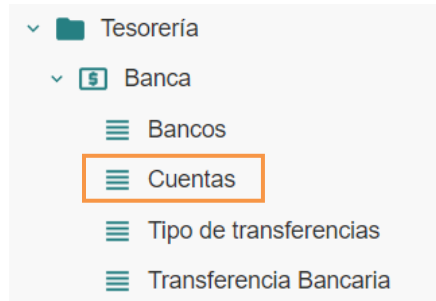 Tesorería
Banca
Bancos
Cuentas
Tipo de transferencias
Transferencia Bancaria